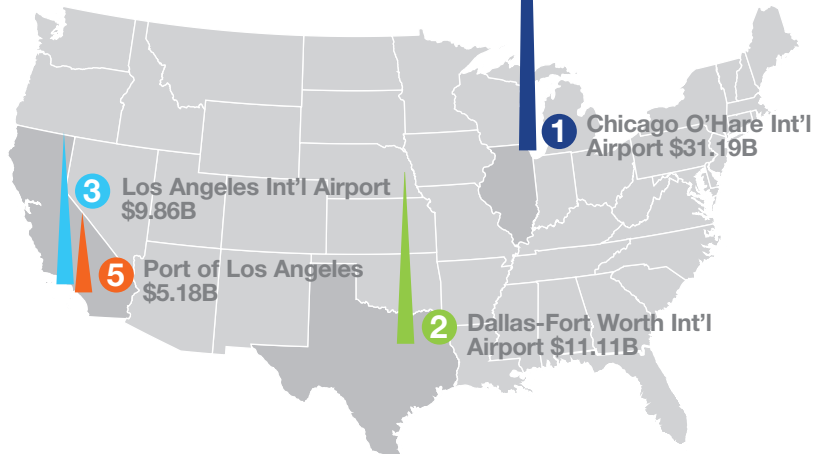 1
Chicago O'Hare Int'l
Airport $31.19B
3
Los Angeles Int'l Airport
$9.86B
5
Port of Los Angeles
$5.18B
2
Dallas-Fort Worth Int'l
Airport $11.11B